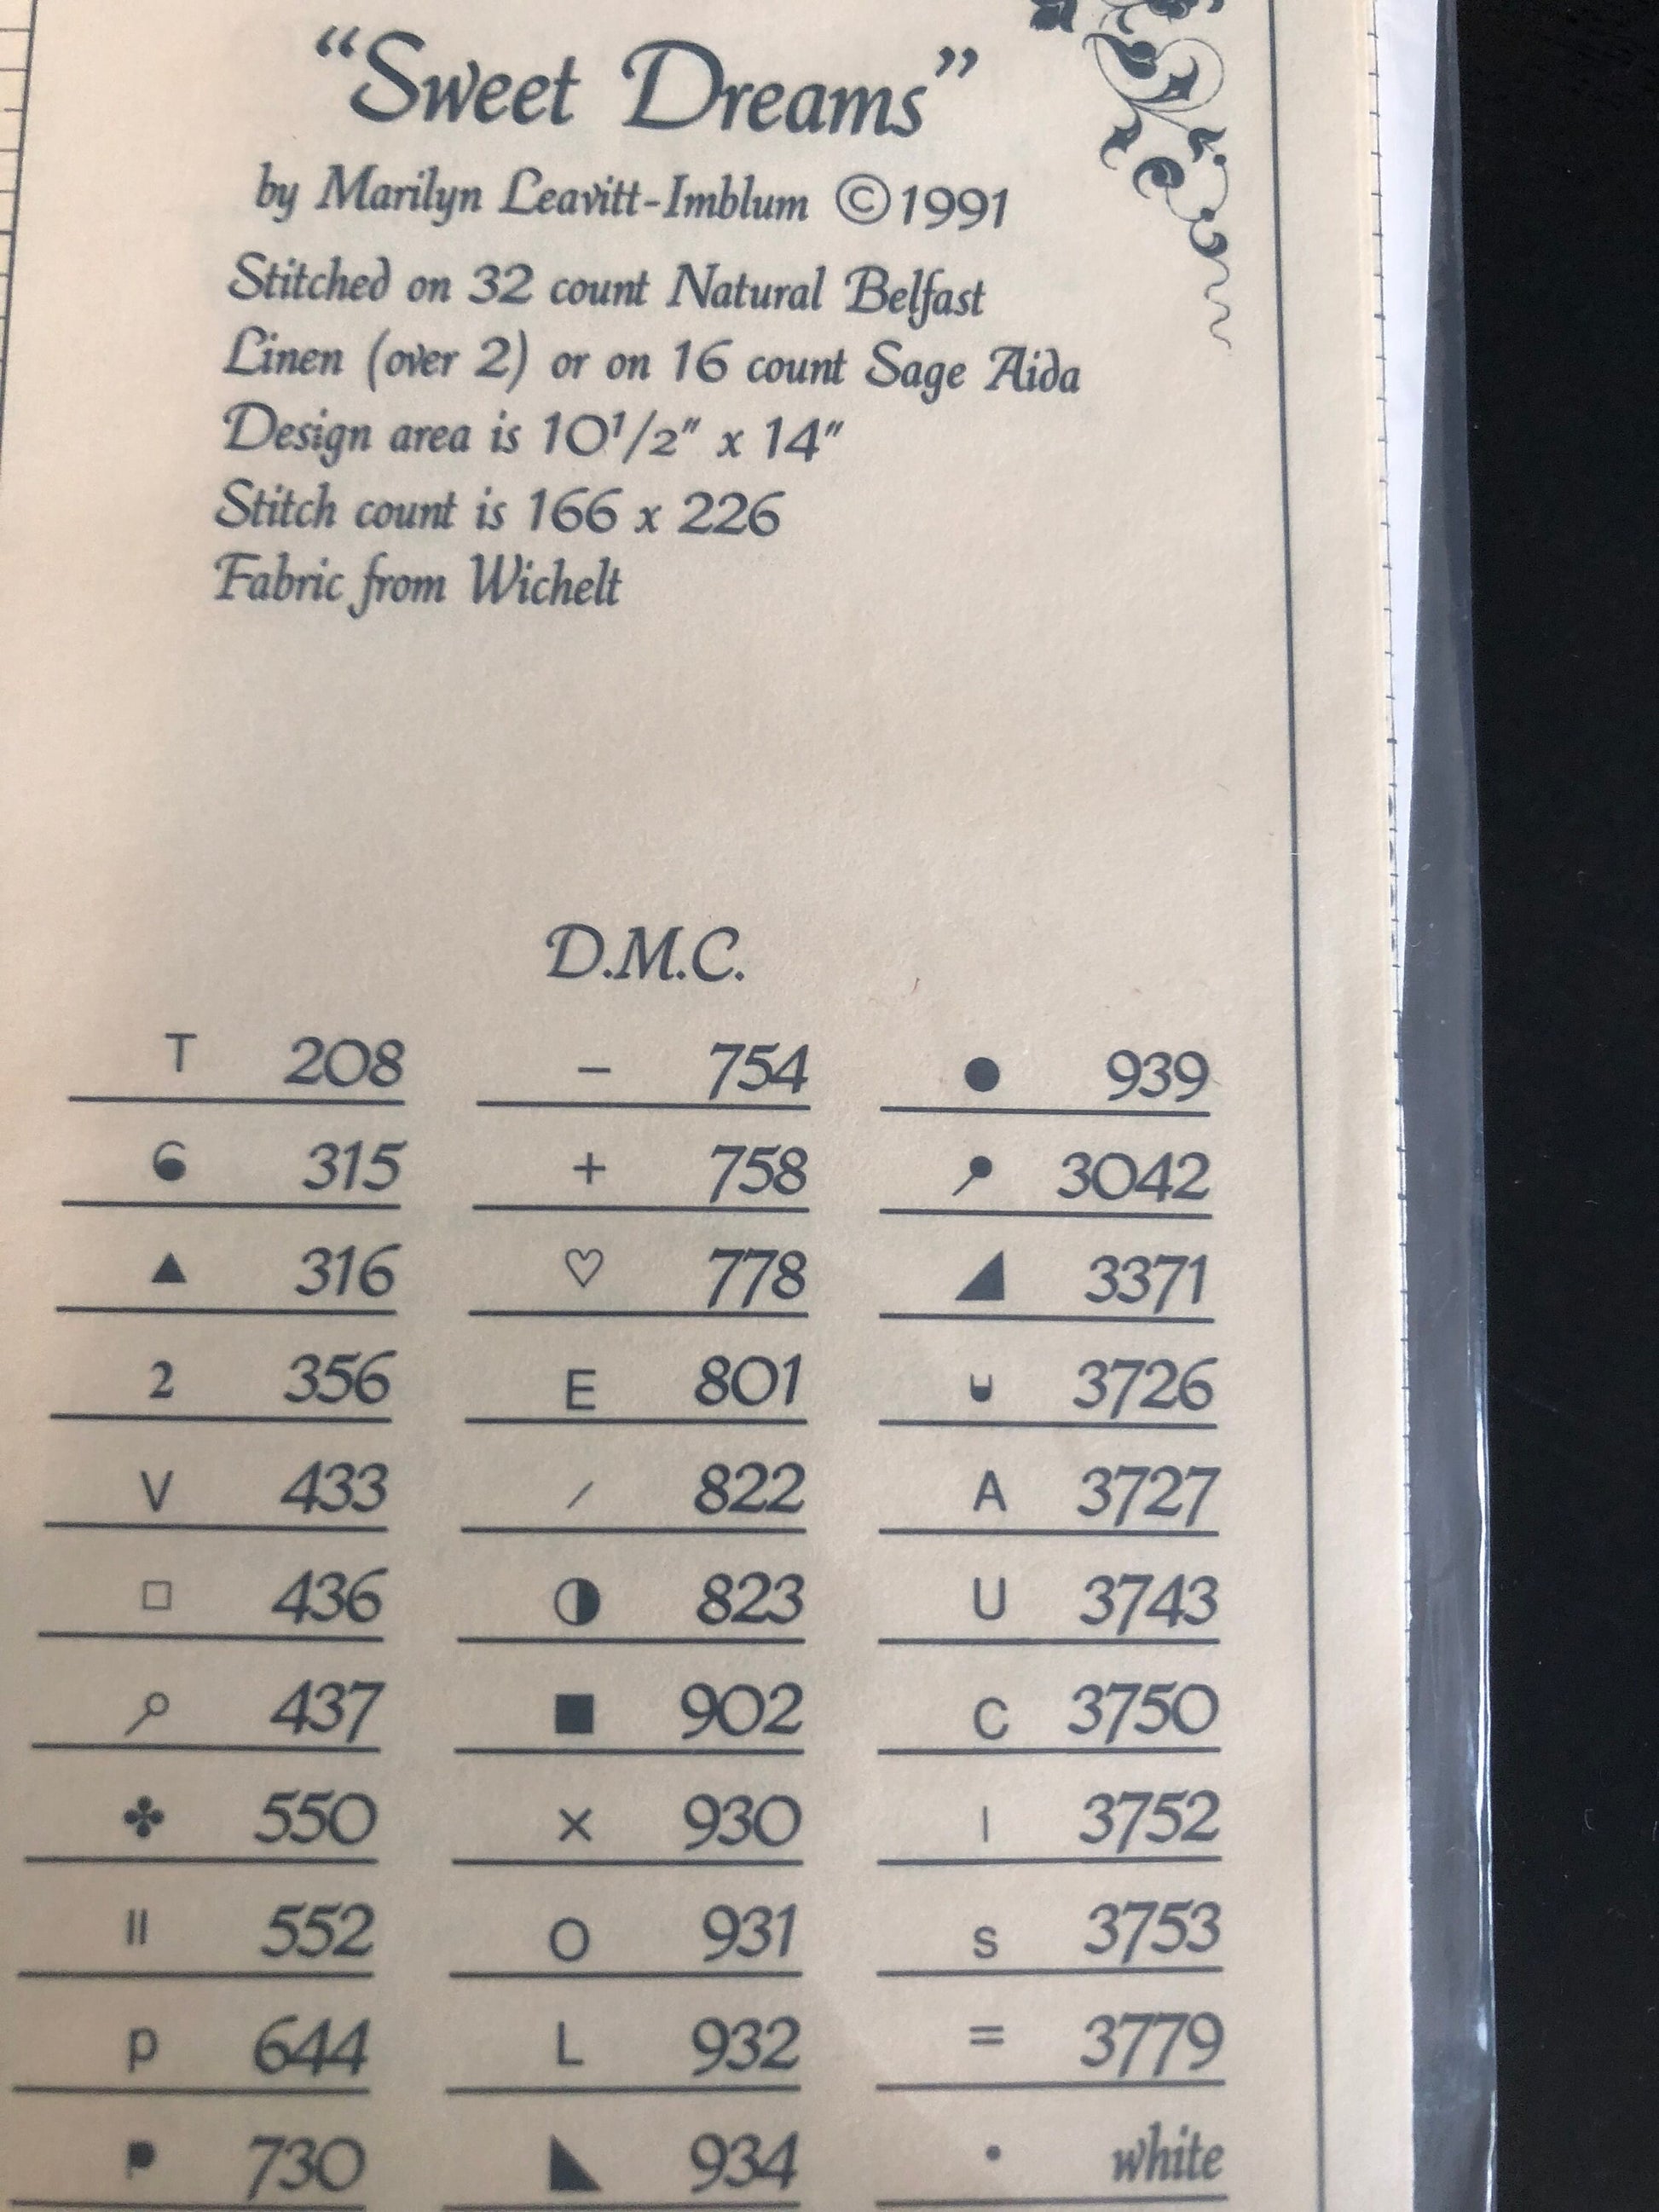 “Sweet Dreams”
by Marilyn Leavitt-Imblum ©1991
Stitched on 32 count Natural Belfast
Linen (over 2) or on 16 count Sage Aida
Design area is 10 1/2” x 14”
Stitch count is 166 x 226
Fabric from Wichelt
D.M.C.
T 208 – 754 ● 939
315 + 758 3042
▲ 316 ♡ 778 ◢ 3371
2 356 E 801 3726
V 433 / 822 A 3727
□ 436 ◑ 823 U 3743
437 ■ 902 C 3750
♣ 550 × 930 | 3752
|| 552 O 931 s 3753
p 644 L 932 = 3779
730 ◣ 934 • white